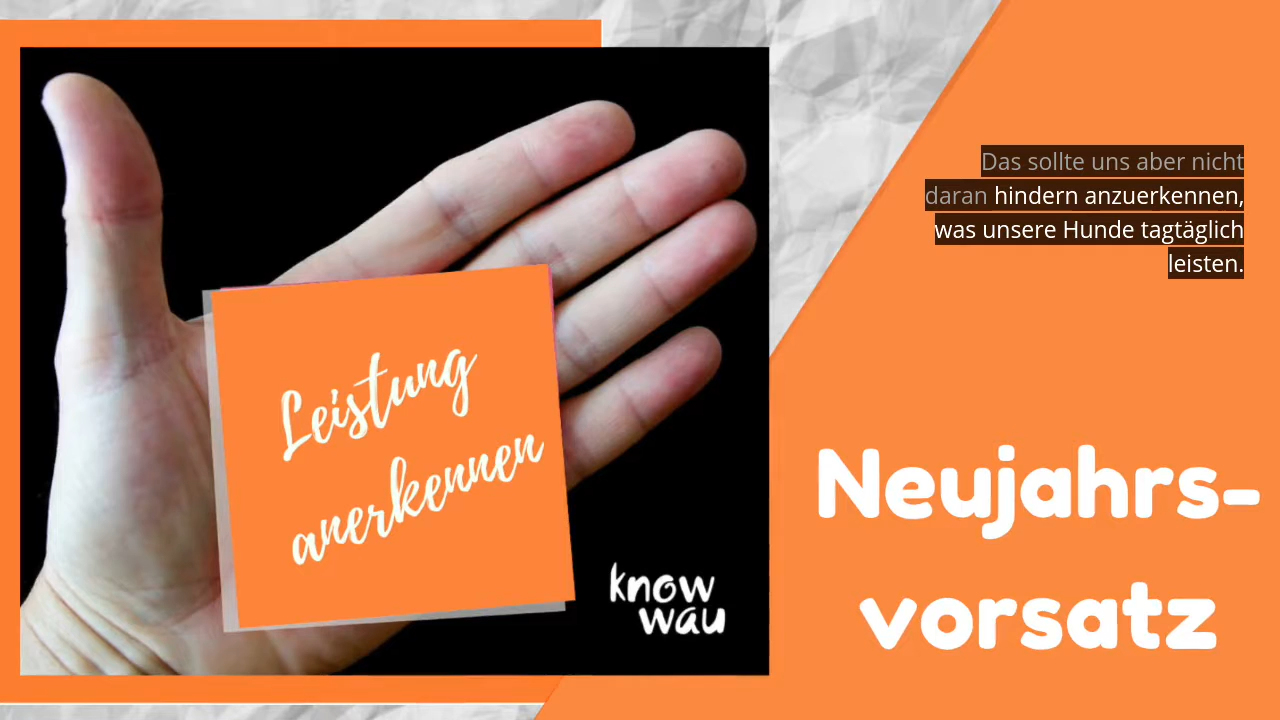 Das sollte uns aber nicht
daran hindern anzuerkennen,
was unsere Hunde tagtäglich
leisten.
Leistung
anerkennen
know
wau
Neujahrs-
vorsatz